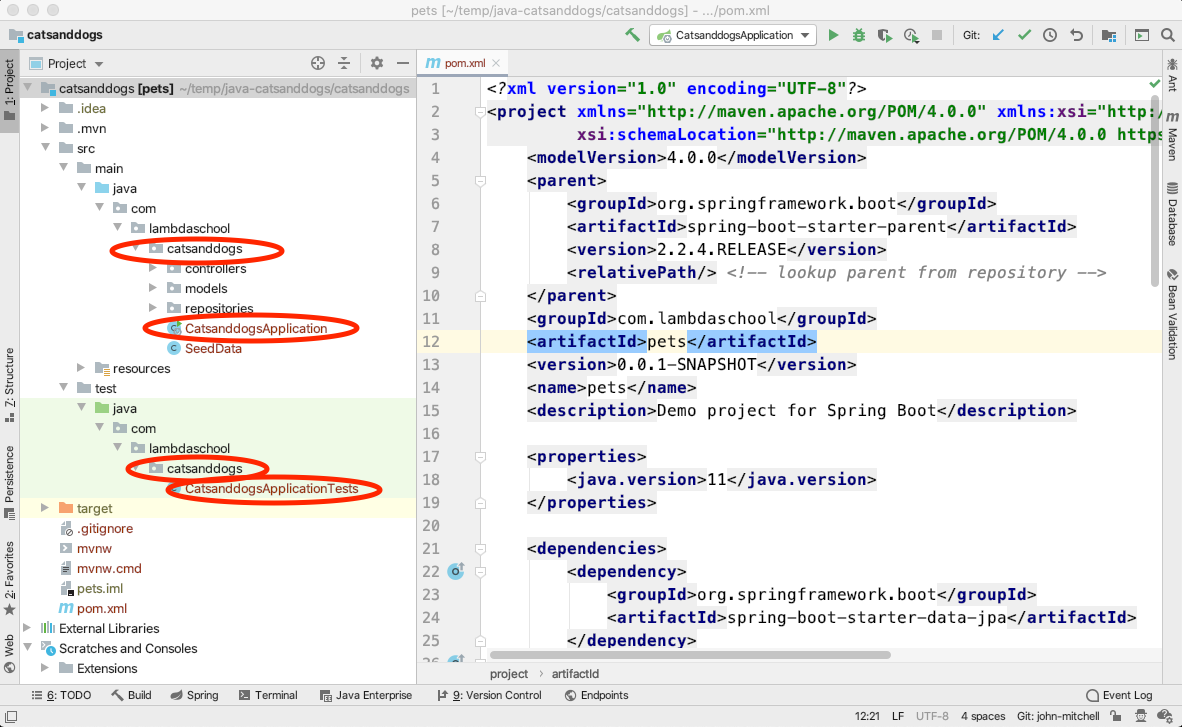 pets [~/temp/java-catsanddogs/catsanddogs] - .../pom.xml
catsanddogs
CatsanddogsApplication
Git:
1: Project
Project
catsanddogs [pets] ~/temp/java-catsanddogs/catsanddogs
.idea
.mvn
src
main
java
com
lambdaschool
catsanddogs
controllers
models
repositories
CatsanddogsApplication
SeedData
resources
test
java
com
lambdaschool
catsanddogs
CatsanddogsApplicationTests
target
.gitignore
mvnw
mvnw.cmd
pets.iml
pom.xml
External Libraries
Scratches and Consoles
Extensions
Z: Structure
Persistence
2: Favorites
Web
m pom.xml
1 <?xml version="1.0" encoding="UTF-8"?>
2 <project xmlns="http://maven.apache.org/POM/4.0.0" xmlns:xsi="http:/
3 xsi:schemaLocation="http://maven.apache.org/POM/4.0.0 https
4 <modelVersion>4.0.0</modelVersion>
5 <parent>
6 <groupId>org.springframework.boot</groupId>
7 <artifactId>spring-boot-starter-parent</artifactId>
8 <version>2.2.4.RELEASE</version>
9 <relativePath/> <!-- lookup parent from repository -->
10 </parent>
11 <groupId>com.lambdaschool</groupId>
12 <artifactId>pets</artifactId>
13 <version>0.0.1-SNAPSHOT</version>
14 <name>pets</name>
15 <description>Demo project for Spring Boot</description>
16
17 <properties>
18 <java.version>11</java.version>
19 </properties>
20
21 <dependencies>
22 <dependency>
23 <groupId>org.springframework.boot</groupId>
24 <artifactId>spring-boot-starter-data-jpa</artifactId>
25 </dependency>
26
project › artifactId
Ant
Maven
Database
Bean Validation
6: TODO
Build
Spring
Terminal
Java Enterprise
9: Version Control
Endpoints
Event Log
12:21 LF UTF-8 4 spaces Git: john-mitchell